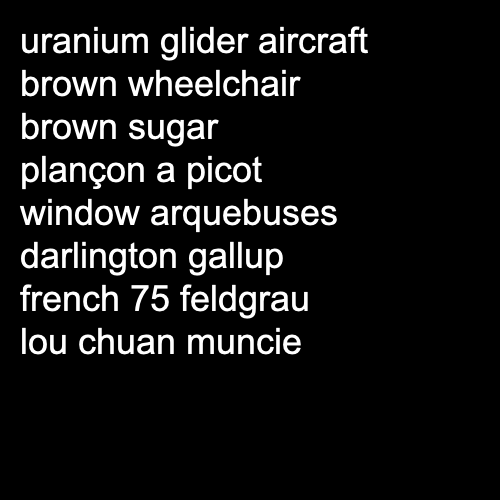 uranium glider aircraft
brown wheelchair
brown sugar
plançon a picot
window arquebuses
darlington gallup
french 75 feldgrau
lou chuan muncie